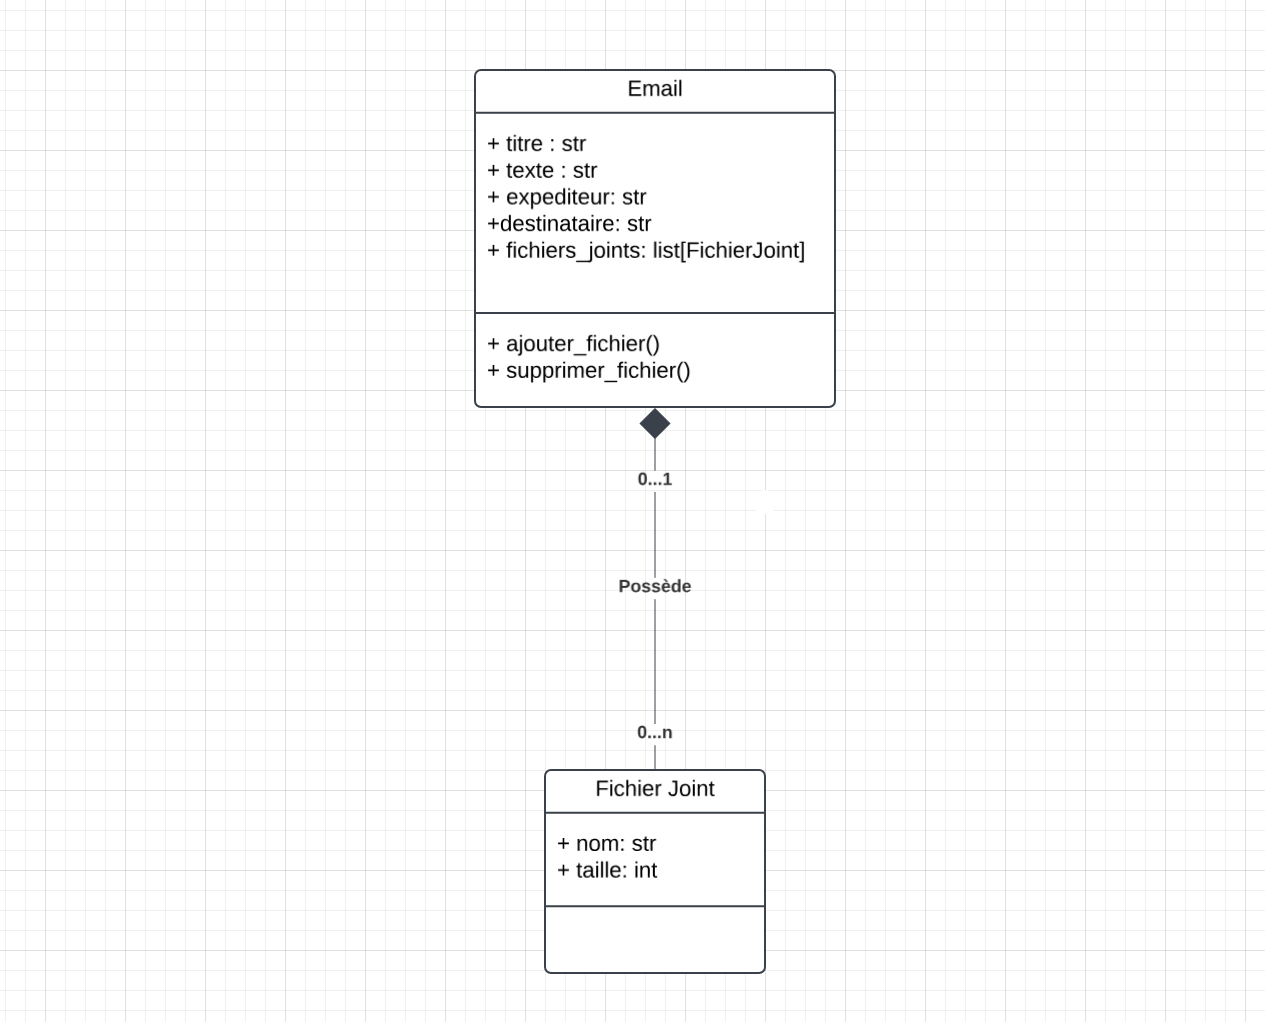 Email
+ titre : str
+ texte : str
+ expediteur: str
+destinataire: str
+ fichiers_joints: list[FichierJoint]
+ ajouter_fichier()
+ supprimer_fichier()
0...1
Possède
0...n
Fichier Joint
+ nom: str
+ taille: int